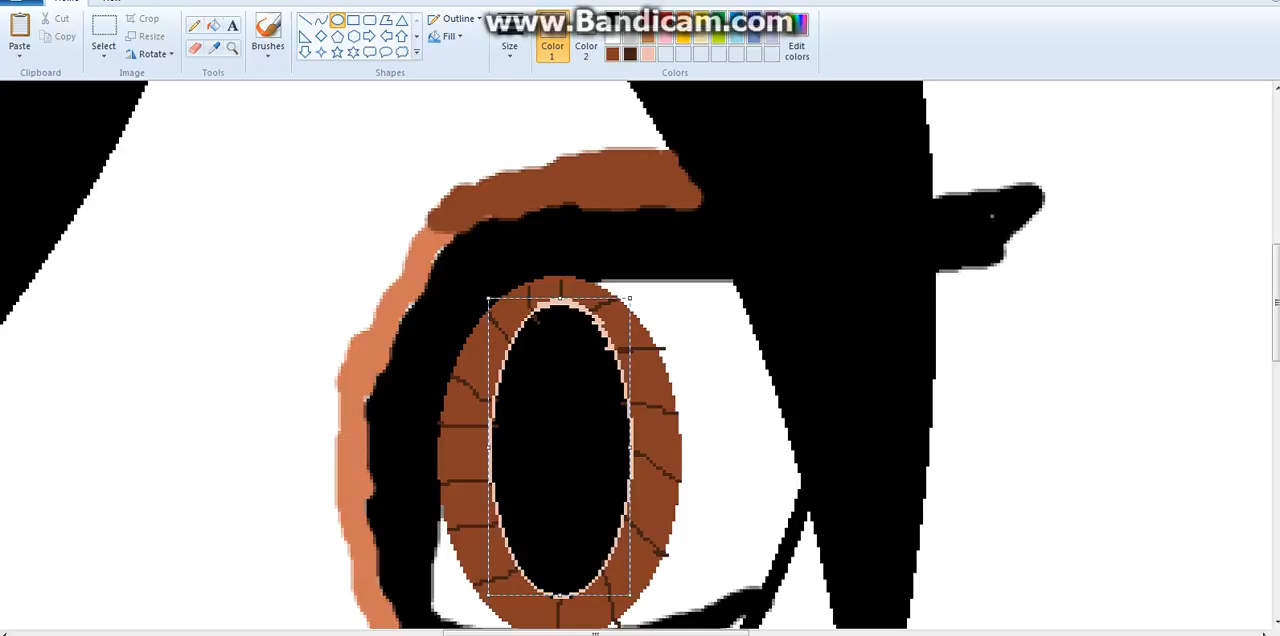 www.Bandicam.com
Paste
Cut
Copy
Clipboard
Select
Crop
Resize
Rotate
Image
A
Tools
Brushes
Outline
Fill
Shapes
Size
Color 1
Color 2
Edit colors
Colors